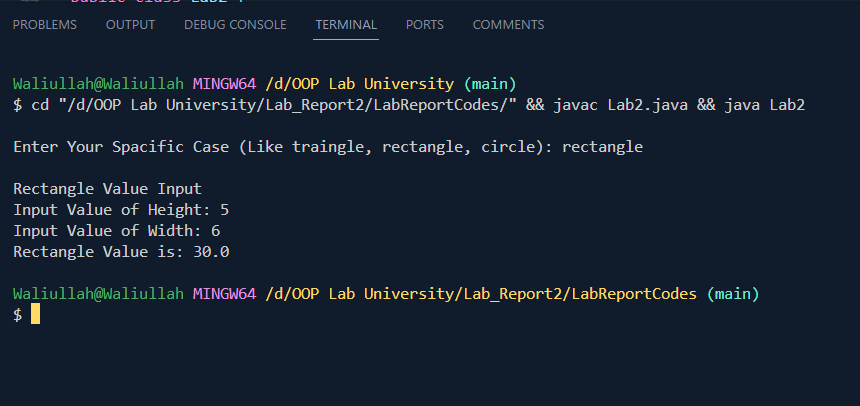 public class Lab2 {
PROBLEMS OUTPUT DEBUG CONSOLE TERMINAL PORTS COMMENTS
Waliullah@Waliullah MINGW64 /d/OOP Lab University (main)
$ cd "/d/OOP Lab University/Lab_Report2/LabReportCodes/" && javac Lab2.java && java Lab2
Enter Your Spacific Case (Like traingle, rectangle, circle): rectangle
Rectangle Value Input
Input Value of Height: 5
Input Value of Width: 6
Rectangle Value is: 30.0
Waliullah@Waliullah MINGW64 /d/OOP Lab University/Lab_Report2/LabReportCodes (main)
$